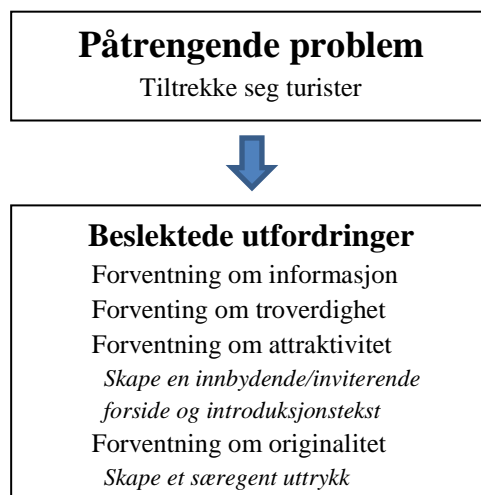 Påtrengende problem
Tiltrekke seg turister
Beslektede utfordringer
Forventning om informasjon
Forventing om troverdighet
Forventning om attraktivitet
Skape en innbydende/inviterende
forside og introduksjonstekst
Forventning om originalitet
Skape et særegent uttrykk